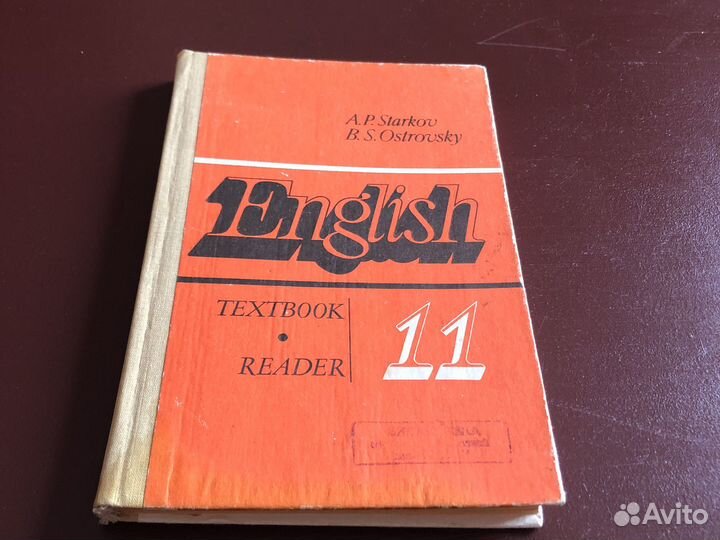 A.P. Starkov
B.S. Ostrovsky
English
TEXTBOOK
•
READER
11
Avito